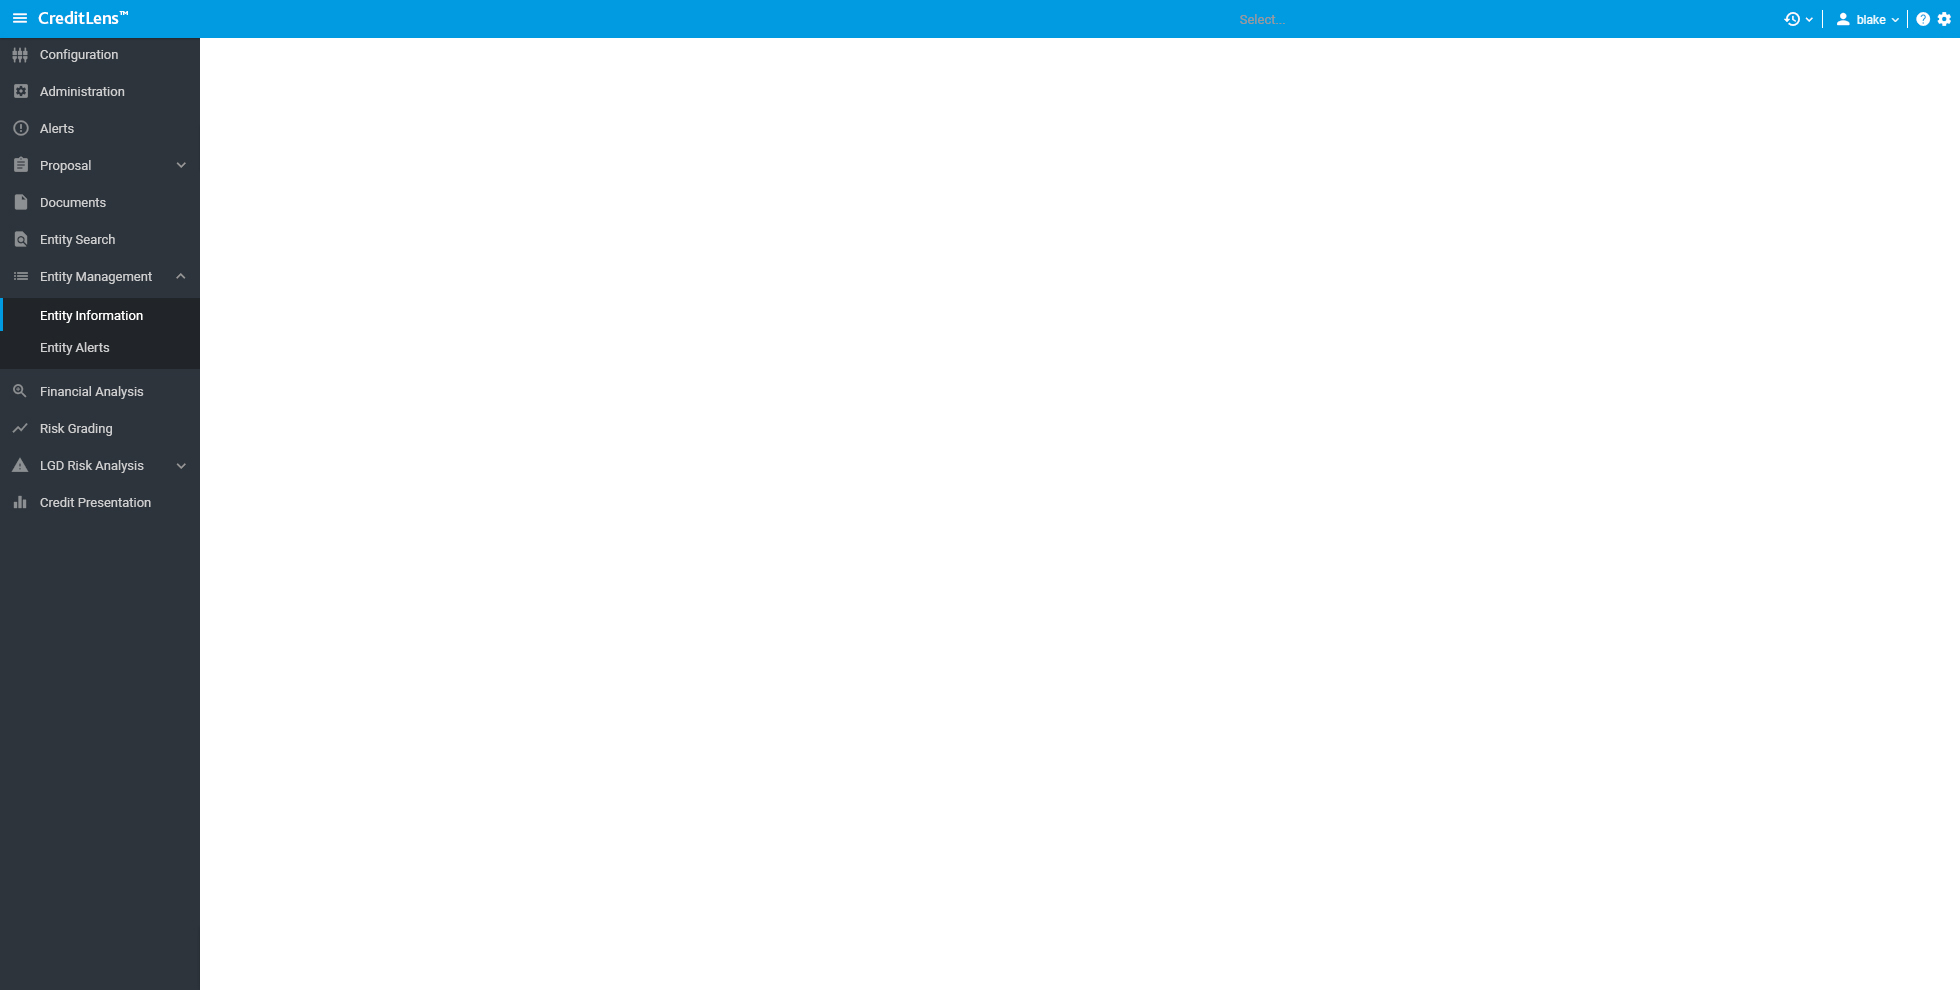 CreditLens™
Select...
blake
Configuration
Administration
Alerts
Proposal
Documents
Entity Search
Entity Management
Entity Information
Entity Alerts
Financial Analysis
Risk Grading
LGD Risk Analysis
Credit Presentation